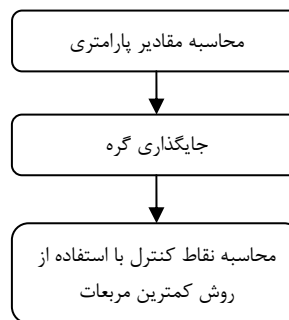 محاسبه مقادیر پارامتری
جایگذاری گره
محاسبه نقاط کنترل با استفاده از
روش کمترین مربعات